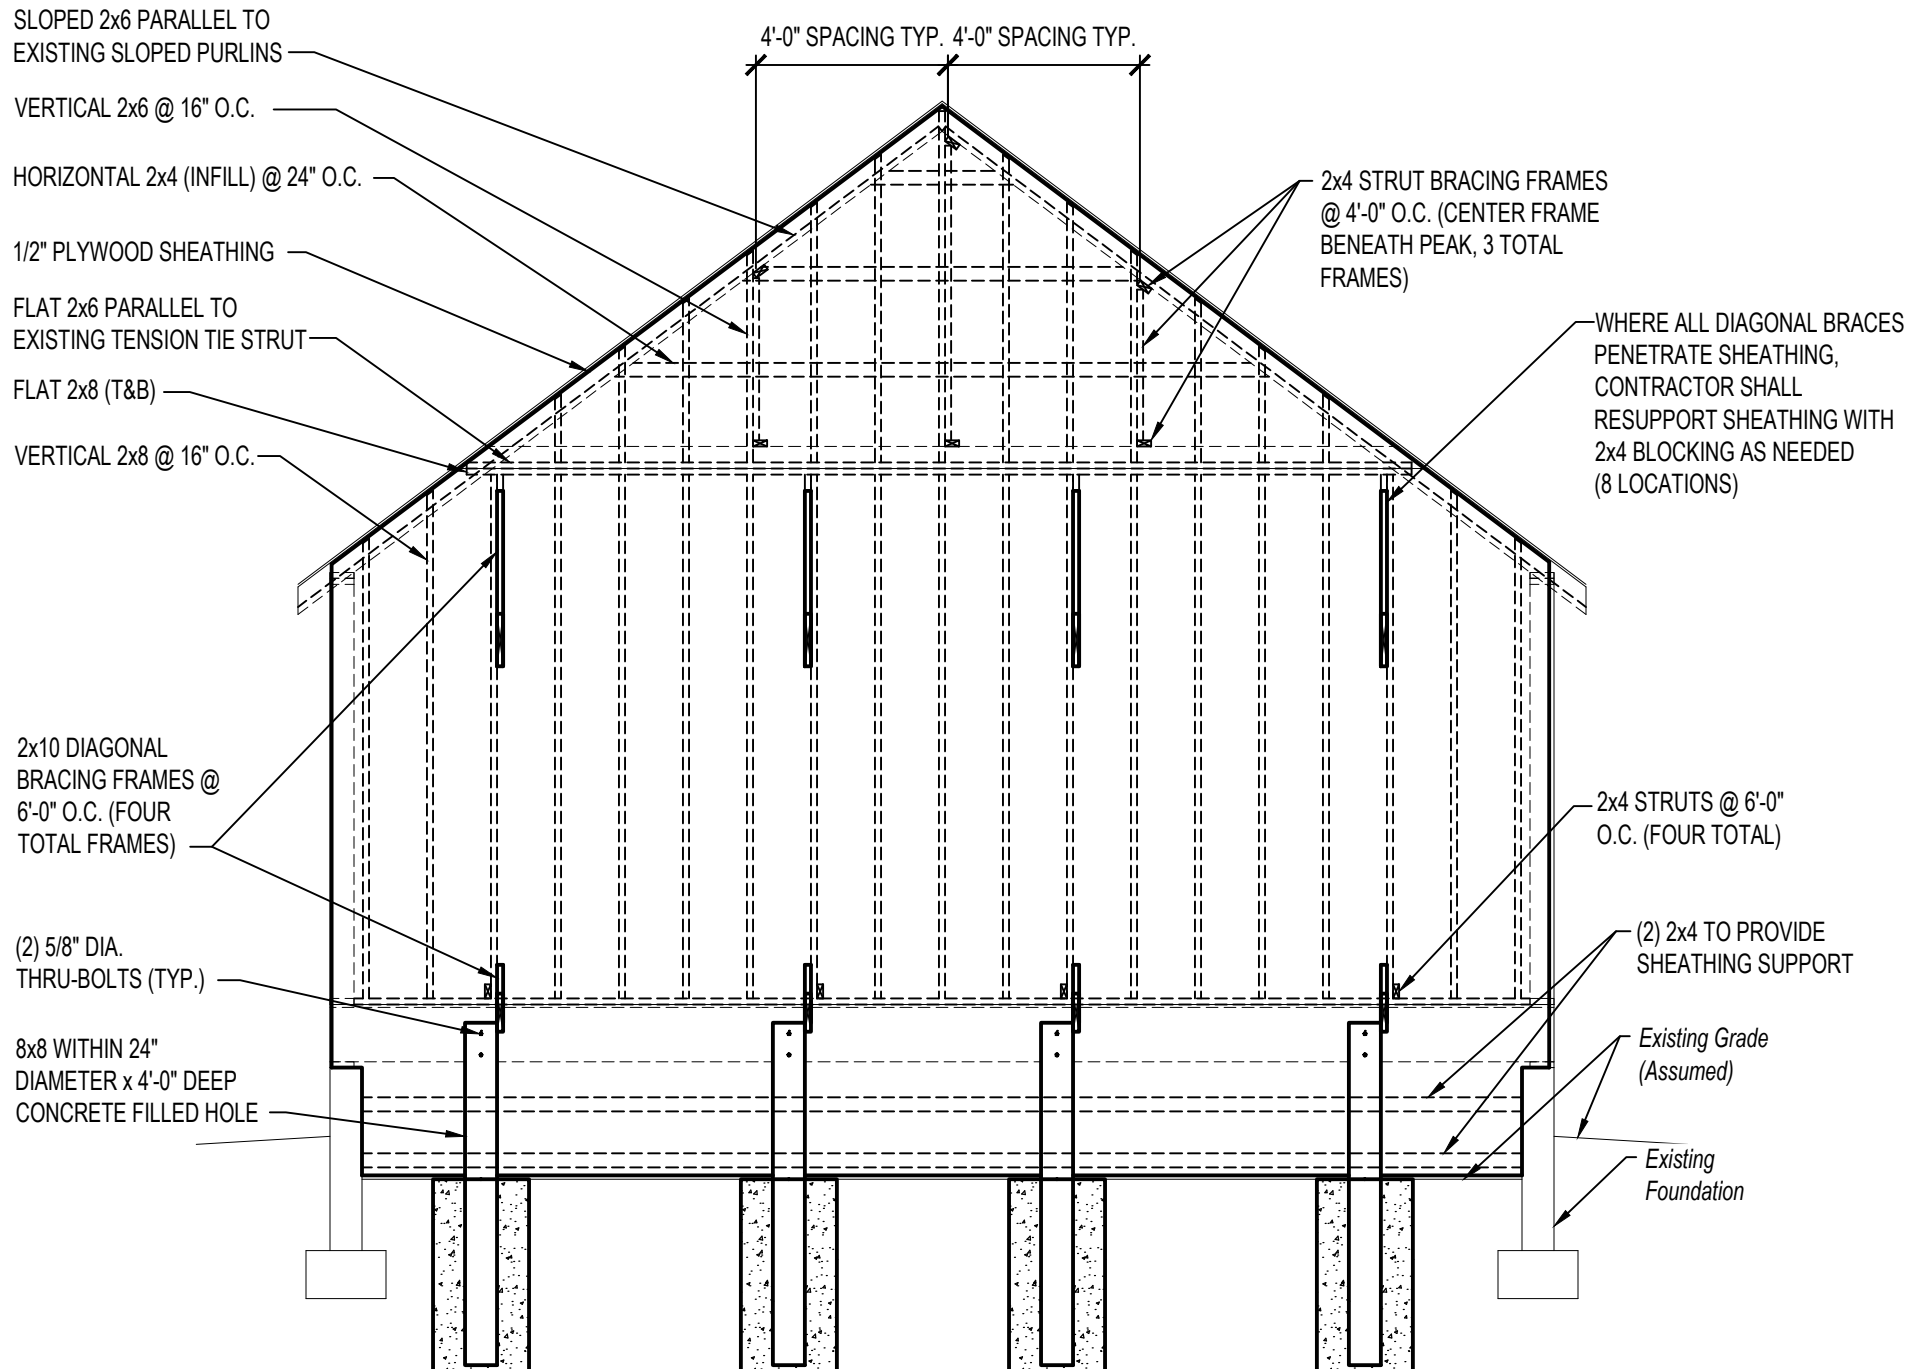 SLOPED 2x6 PARALLEL TO
EXISTING SLOPED PURLINS
VERTICAL 2x6 @ 16" O.C.
HORIZONTAL 2x4 (INFILL) @ 24" O.C.
1/2" PLYWOOD SHEATHING
FLAT 2x6 PARALLEL TO
EXISTING TENSION TIE STRUT
FLAT 2x8 (T&B)
VERTICAL 2x8 @ 16" O.C.
2x10 DIAGONAL
BRACING FRAMES @
6'-0" O.C. (FOUR
TOTAL FRAMES)
(2) 5/8" DIA.
THRU-BOLTS (TYP.)
8x8 WITHIN 24"
DIAMETER x 4'-0" DEEP
CONCRETE FILLED HOLE
4'-0" SPACING TYP.
4'-0" SPACING TYP.
2x4 STRUT BRACING FRAMES
@ 4'-0" O.C. (CENTER FRAME
BENEATH PEAK, 3 TOTAL
FRAMES)
WHERE ALL DIAGONAL BRACES
PENETRATE SHEATHING,
CONTRACTOR SHALL
RESUPPORT SHEATHING WITH
2x4 BLOCKING AS NEEDED
(8 LOCATIONS)
2x4 STRUTS @ 6'-0"
O.C. (FOUR TOTAL)
(2) 2x4 TO PROVIDE
SHEATHING SUPPORT
Existing Grade
(Assumed)
Existing
Foundation